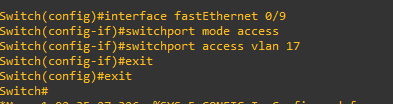 Switch(config)#interface fastEthernet 0/9
Switch(config-if)#switchport mode access
Switch(config-if)#switchport access vlan 17
Switch(config-if)#exit
Switch(config)#exit
Switch#